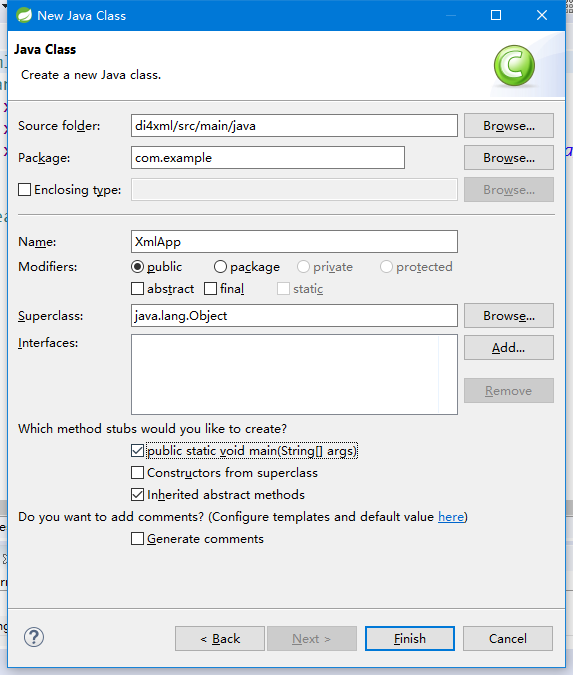 New Java Class
Java Class
Create a new Java class.
Source folder: di4xml/src/main/java Browse...
Package: com.example Browse...
Enclosing type: Browse...
Name: XmlApp
Modifiers: public package private protected
abstract final static
Superclass: java.lang.Object Browse...
Interfaces: Add...
Remove
Which method stubs would you like to create?
public static void main(String[] args)
Constructors from superclass
Inherited abstract methods
Do you want to add comments? (Configure templates and default value here)
Generate comments
? < Back Next > Finish Cancel